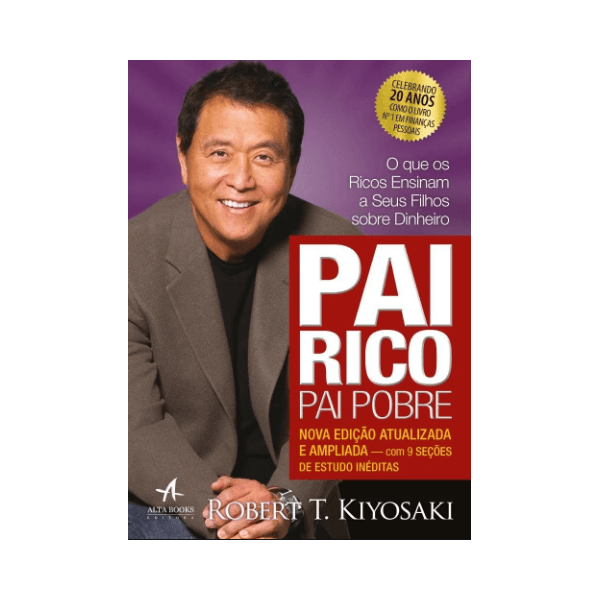 CELEBRANDO
20 ANOS
COMO O LIVRO
Nº 1 EM FINANÇAS
PESSOAIS
O que os
Ricos Ensinam
a Seus Filhos
sobre Dinheiro
PAI
RICO
PAI POBRE
NOVA EDIÇÃO ATUALIZADA
E AMPLIADA — com 9 SEÇÕES
DE ESTUDO INÉDITAS
ALTA BOOKS
EDITORA
ROBERT T. KIYOSAKI